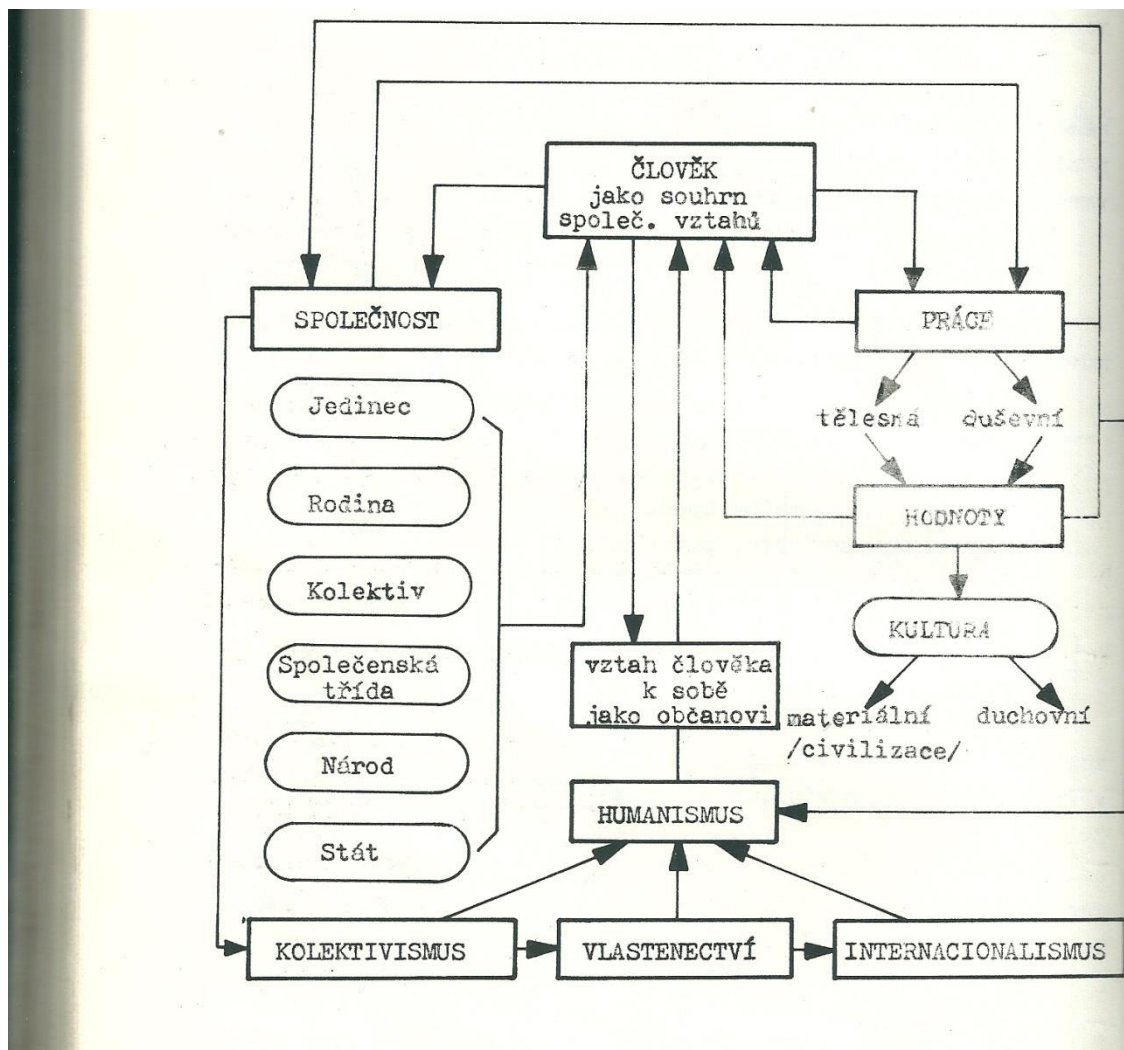 ČLOVĚK
jako souhrn
společ. vztahů
SPOLEČNOST
PRÁCE
Jedinec
tělesná
duševní
Rodina
HODNOTY
Kolektiv
KULTURA
Společenská
třída
vztah člověka
k sobě
jako občanovi
materiální
/civilizace/
duchovní
Národ
HUMANISMUS
Stát
KOLEKTIVISMUS
VLASTENECTVÍ
INTERNACIONALISMUS